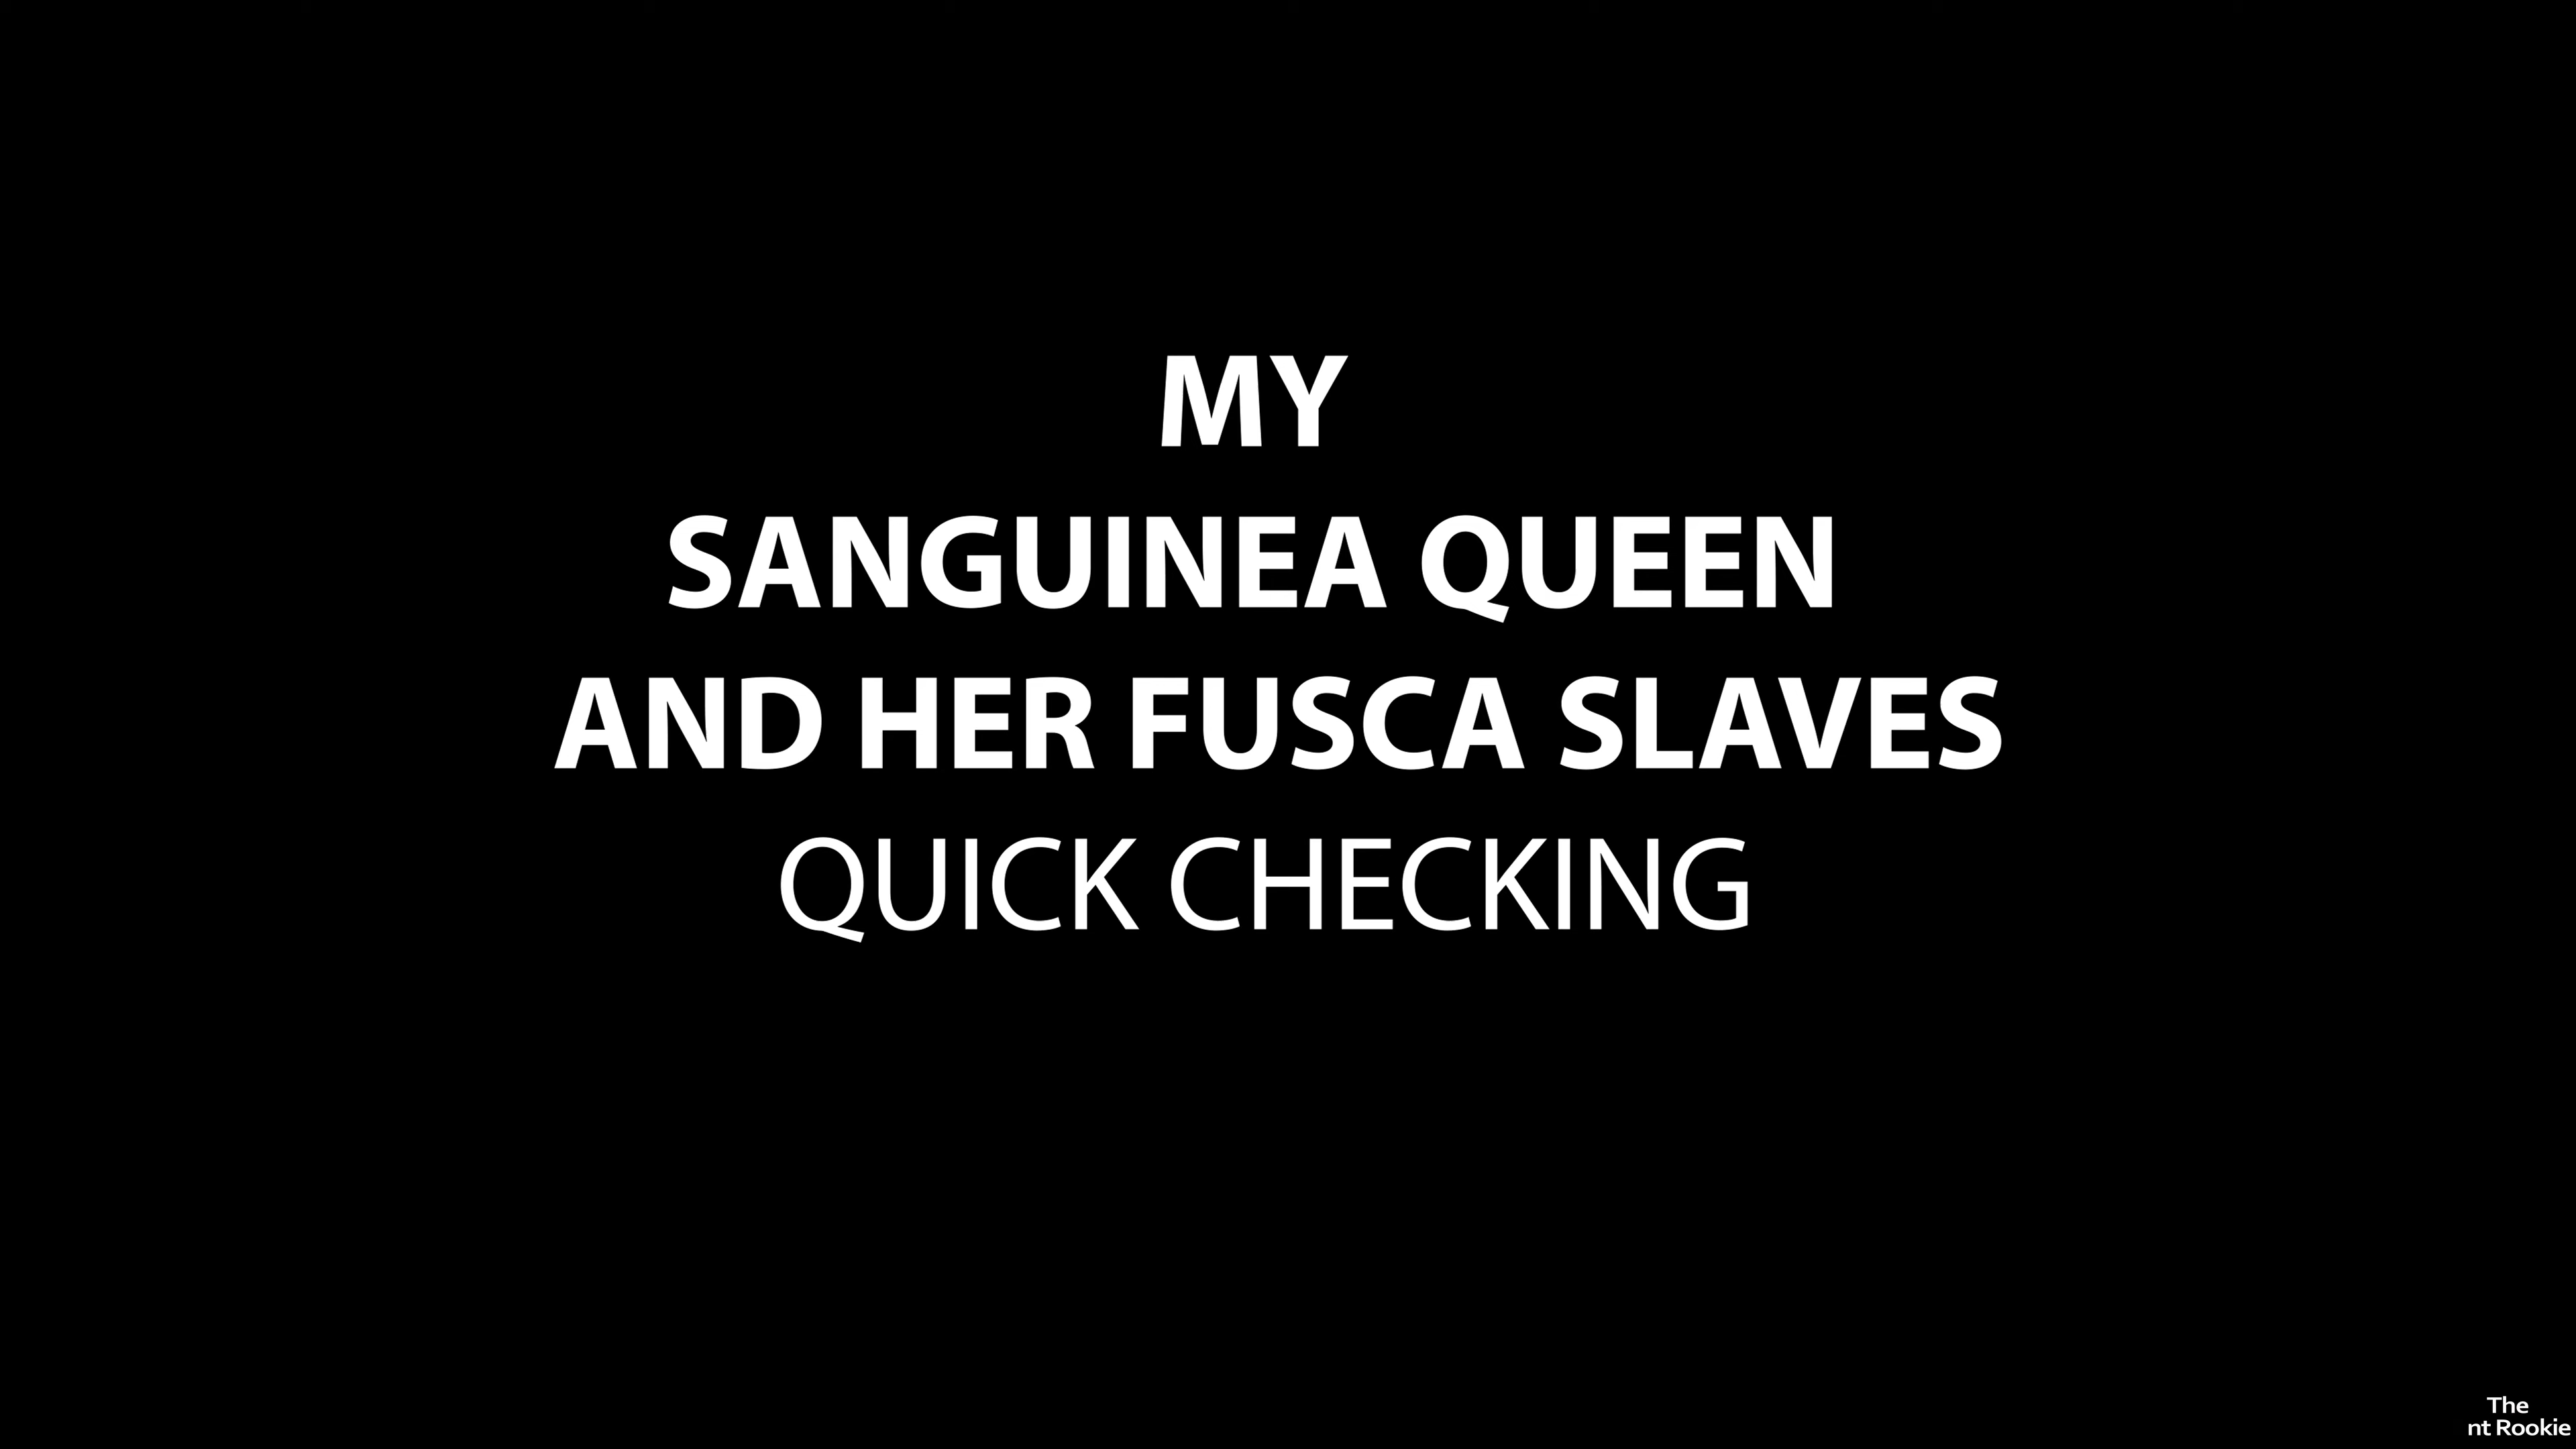 MY
SANGUINEA QUEEN
AND HER FUSCA SLAVES
QUICK CHECKING
The
nt Rookie